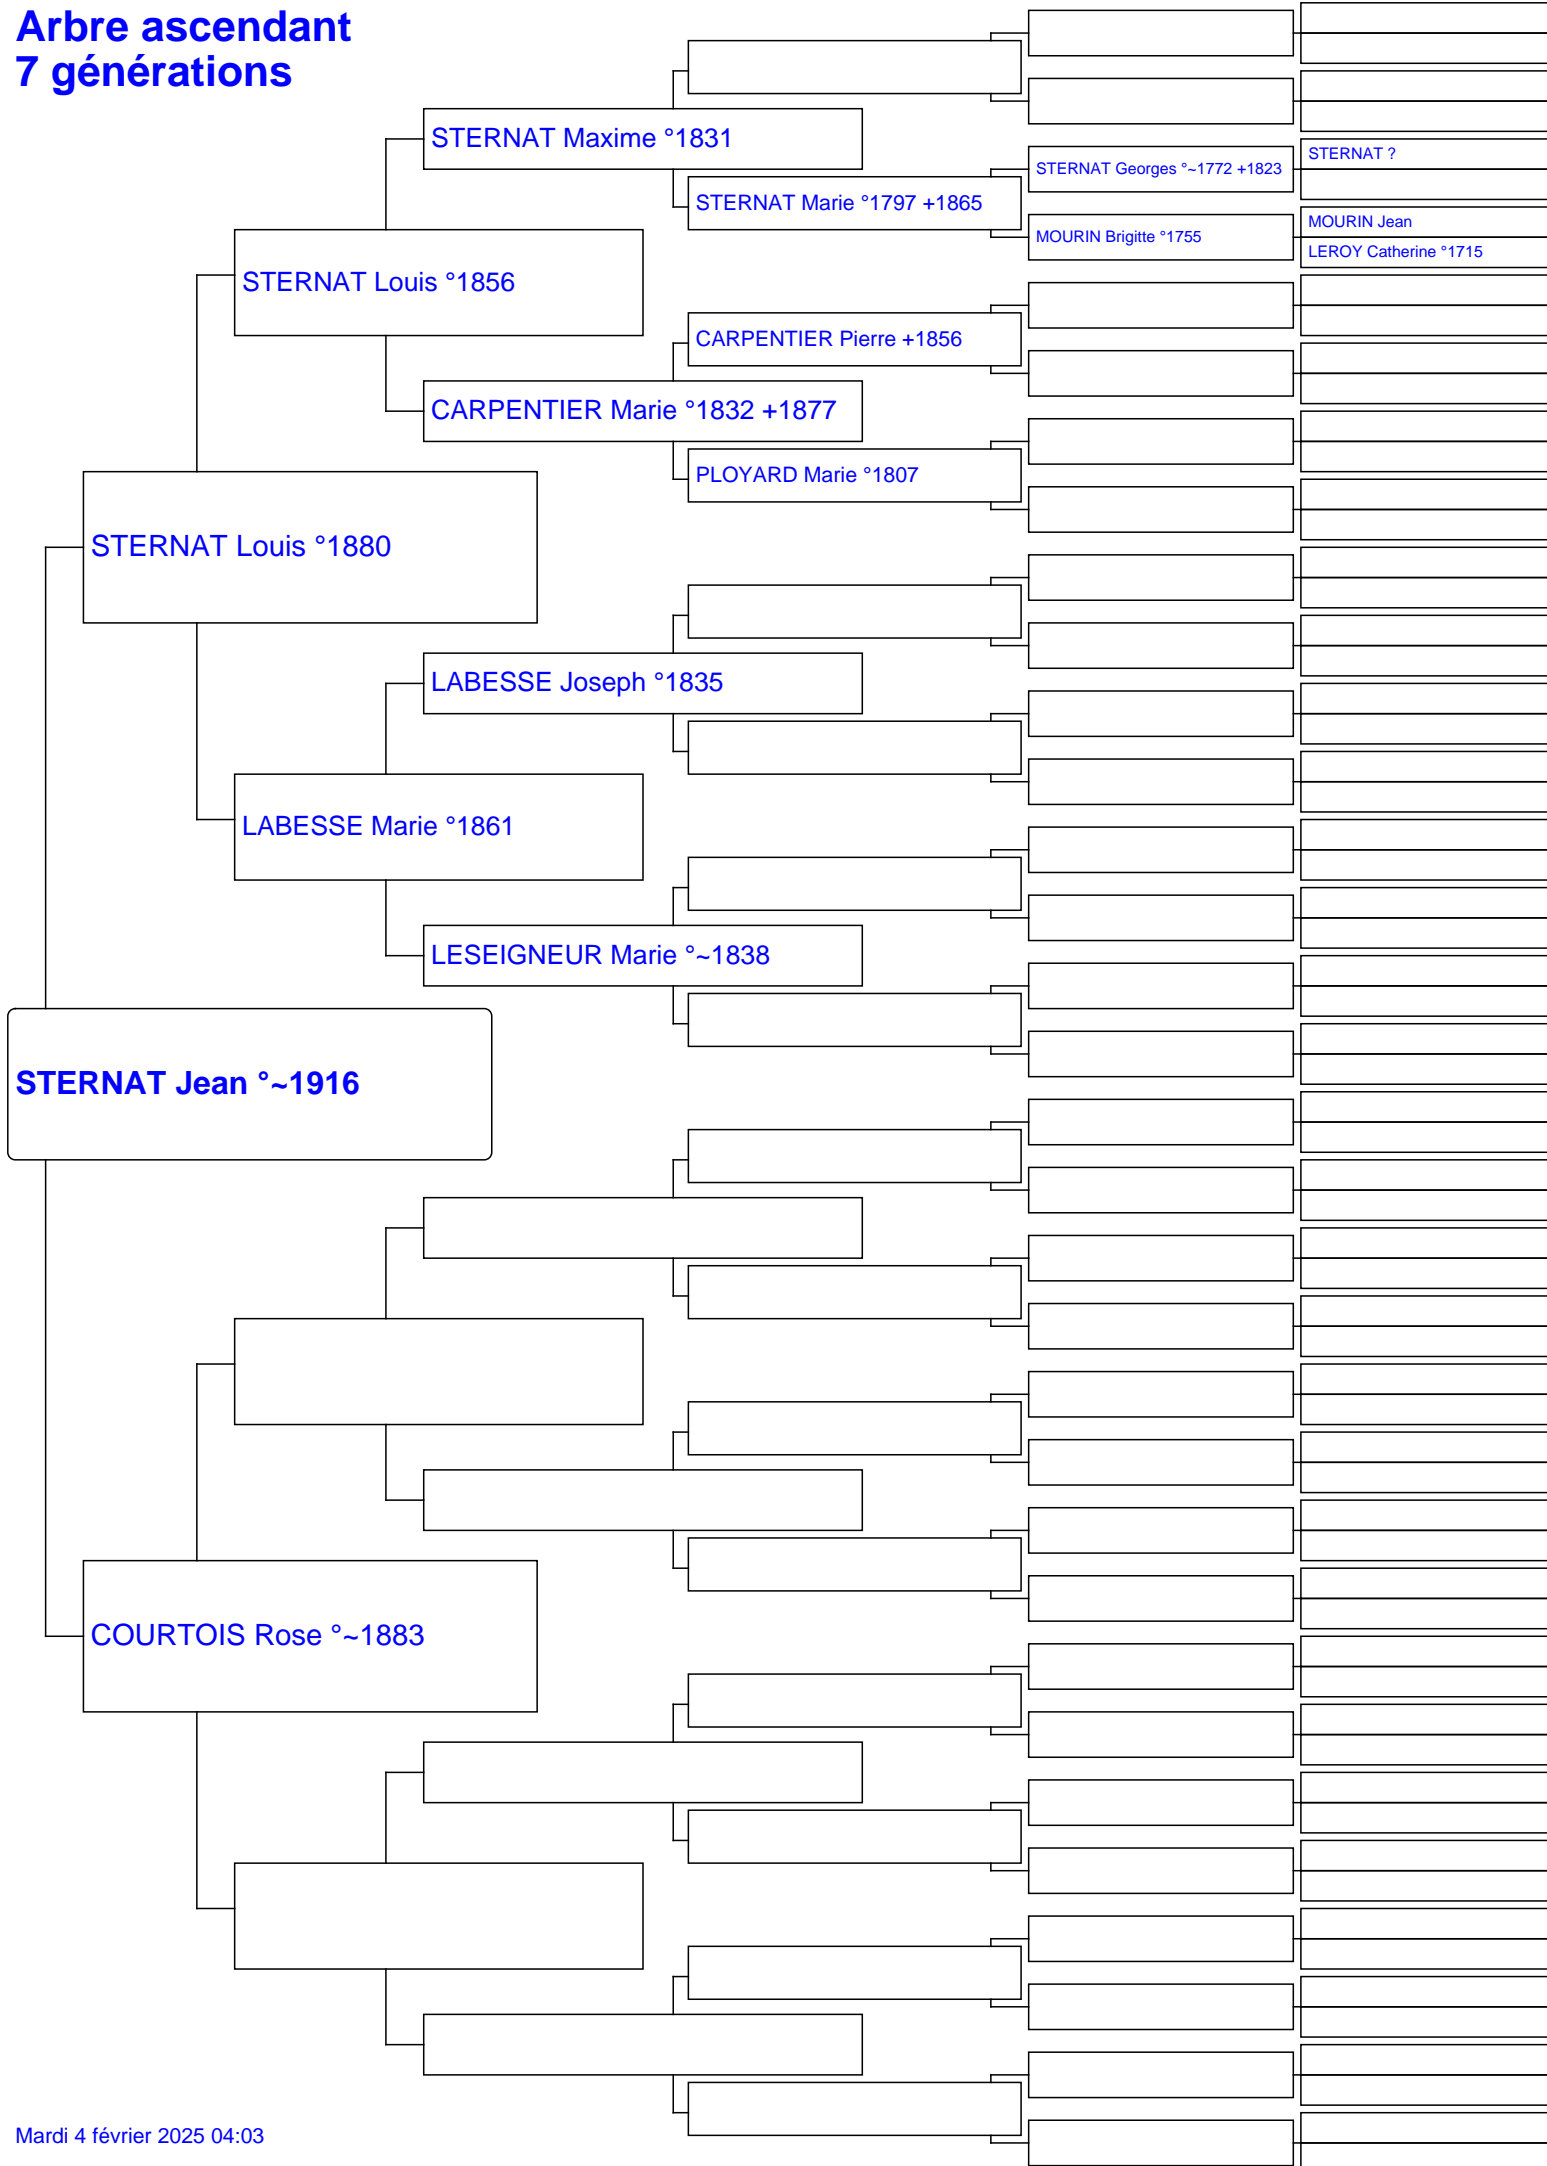 Arbre ascendant
7 générations
STERNAT Maxime °1831
STERNAT Georges °~1772 +1823
STERNAT ?
STERNAT Marie °1797 +1865
MOURIN Brigitte °1755
MOURIN Jean
LEROY Catherine °1715
STERNAT Louis °1856
CARPENTIER Pierre +1856
CARPENTIER Marie °1832 +1877
PLOYARD Marie °1807
STERNAT Louis °1880
LABESSE Joseph °1835
LABESSE Marie °1861
LESEIGNEUR Marie °~1838
STERNAT Jean °~1916
COURTOIS Rose °~1883
Mardi 4 février 2025 04:03